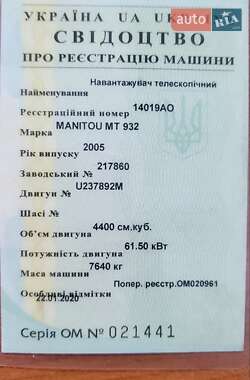 auto RIA
УКРАЇНА UA UK
СВІДОЦТВО
ПРО РЕЄСТРАЦІЮ МАШИНИ
Навантажувач телескопічний
Найменування
Реєстраційний номер 14019АО
Марка MANITOU MT 932
Рік випуску 2005
Заводський № 217860
Двигун № U237892M
Шасі №
Об'єм двигуна 4400 см.куб.
Потужність двигуна 61.50 кВт
Маса машини 7640 кг
Попер. реєстр.ОМ020961
Особливі відмітки
22.01.2020
Серія ОМ № 021441